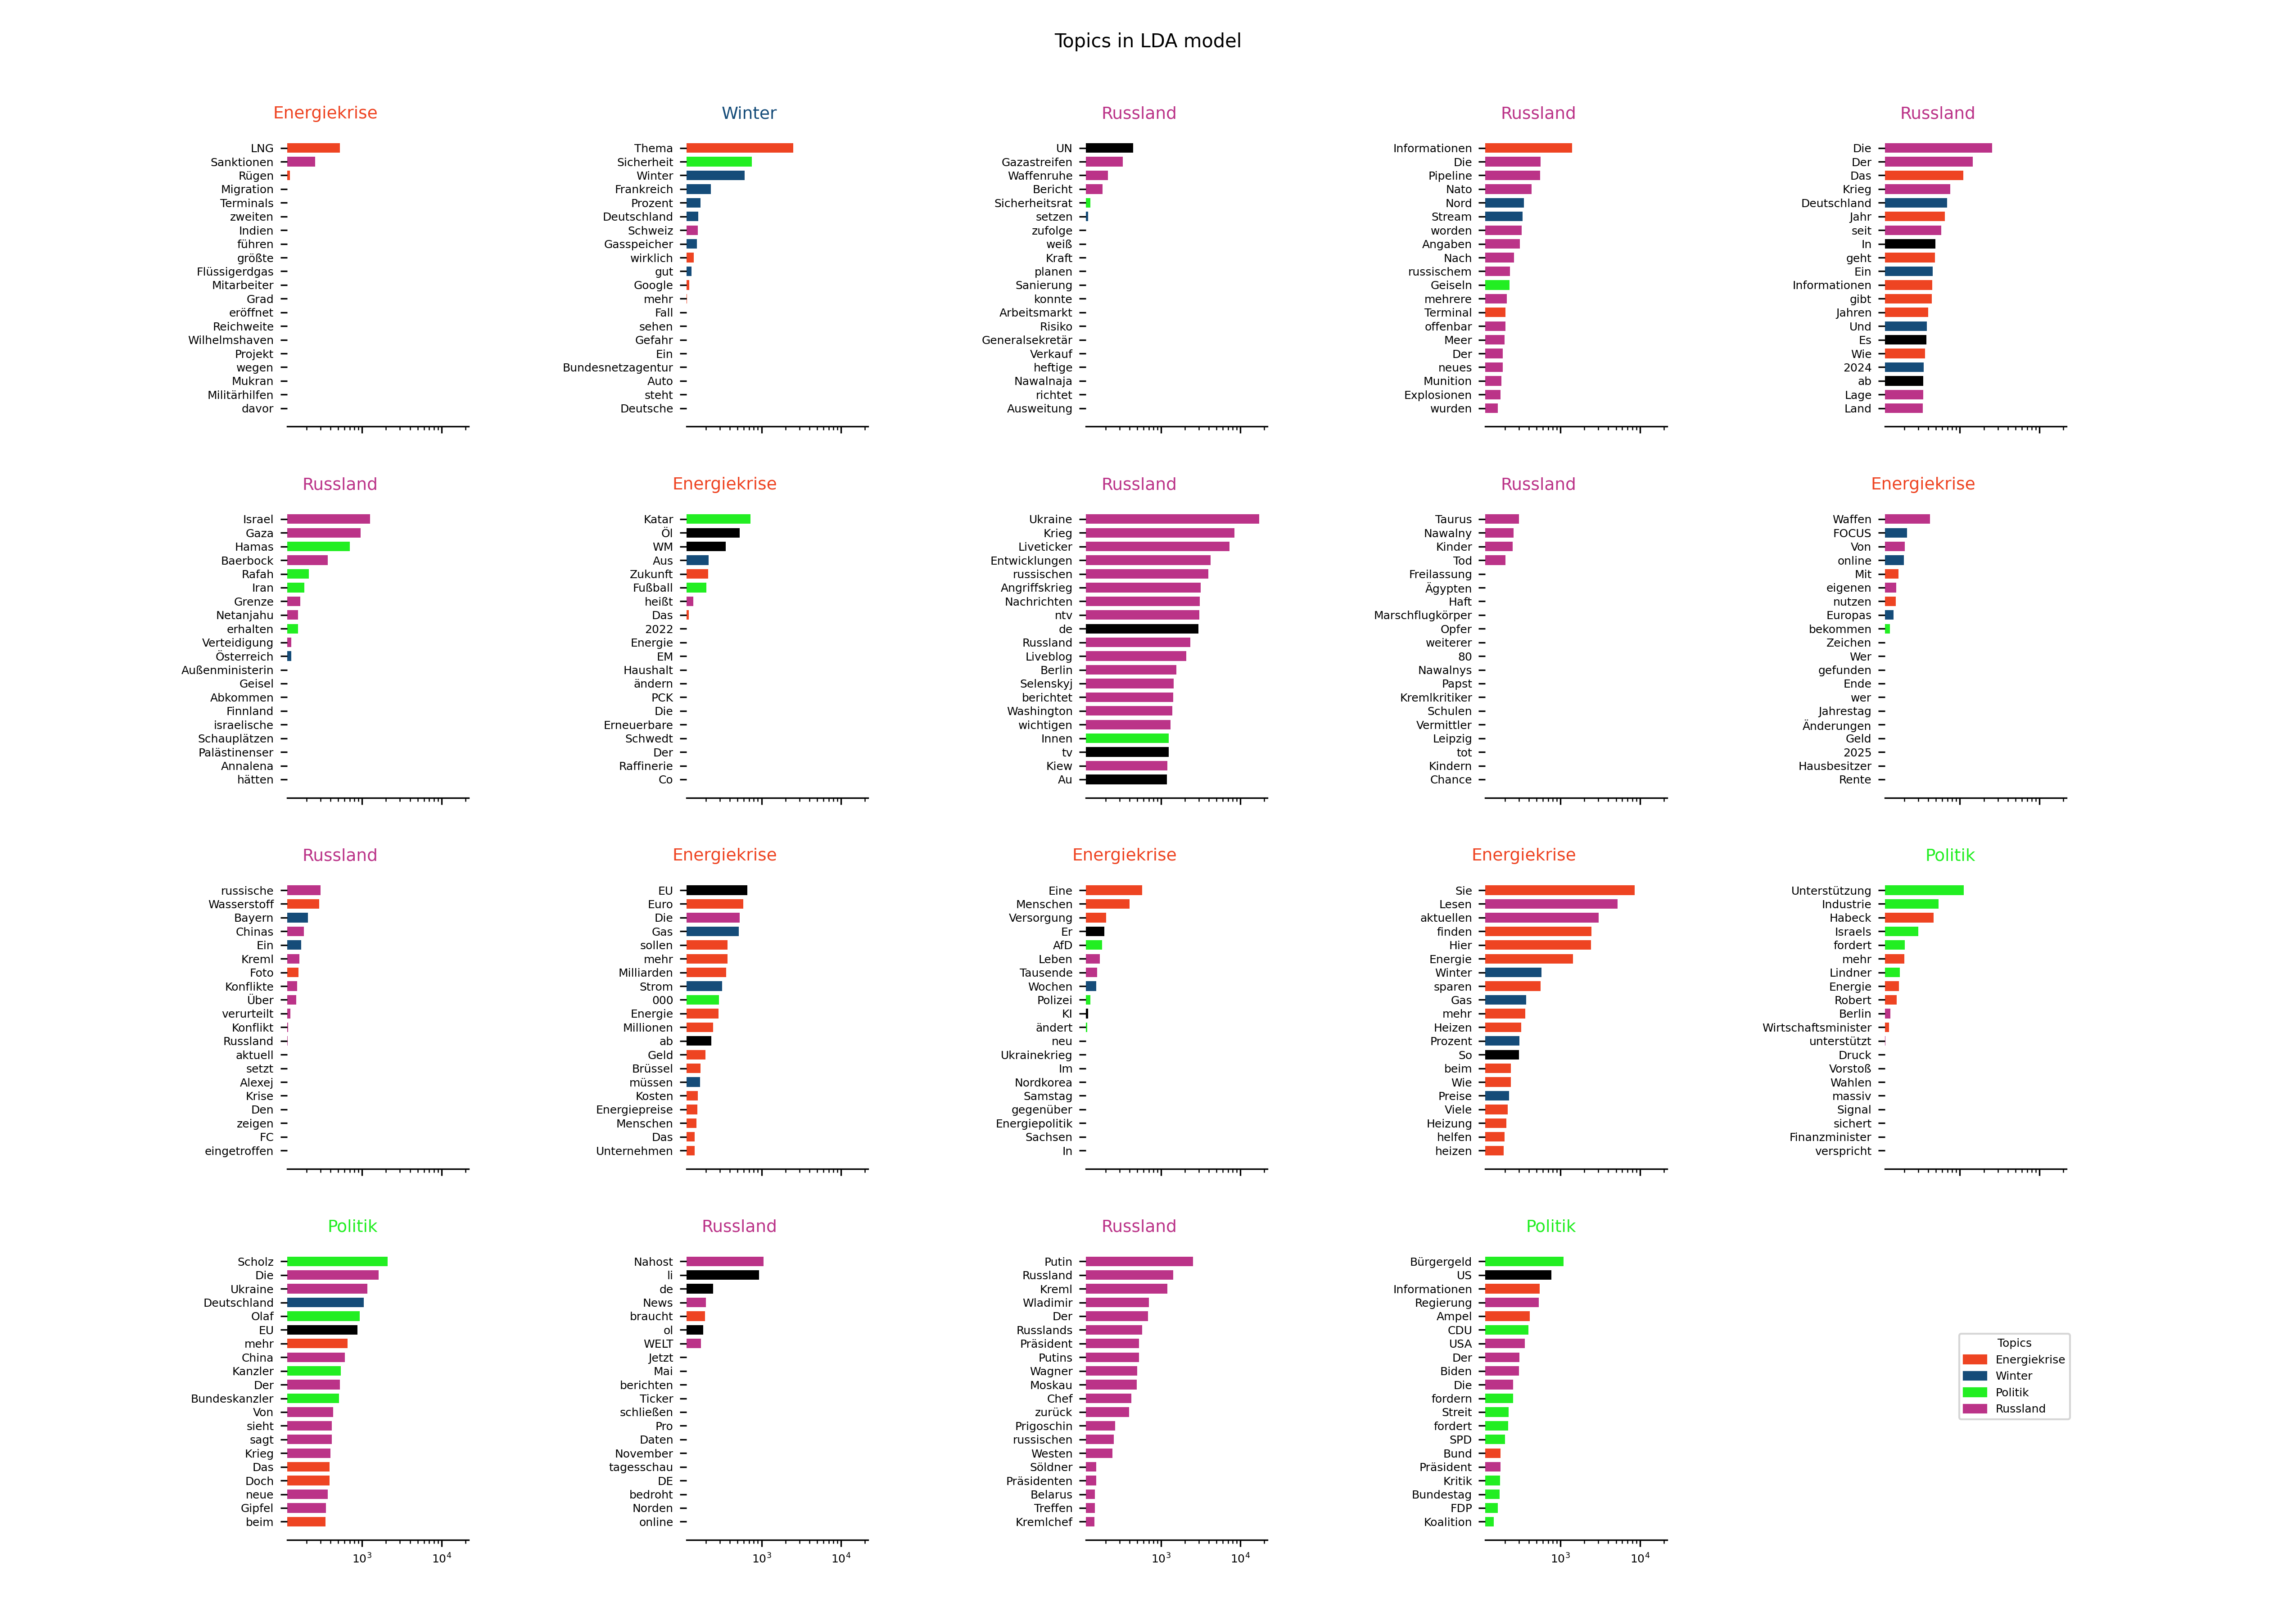 Topics in LDA model
Energiekrise
LNG
Sanktionen
Rügen
Migration
Terminals
zweiten
Indien
führen
größte
Flüssigerdgas
Mitarbeiter
Grad
eröffnet
Reichweite
Wilhelmshaven
Projekt
wegen
Mukran
Militärhilfen
davor
Winter
Thema
Sicherheit
Winter
Frankreich
Prozent
Deutschland
Schweiz
Gasspeicher
wirklich
gut
Google
mehr
Fall
sehen
Gefahr
Ein
Bundesnetzagentur
Auto
steht
Deutsche
Russland
UN
Gazastreifen
Waffenruhe
Bericht
Sicherheitsrat
setzen
zufolge
weiß
Kraft
planen
Sanierung
konnte
Arbeitsmarkt
Risiko
Generalsekretär
Verkauf
heftige
Nawalnaja
richtet
Ausweitung
Russland
Informationen
Die
Pipeline
Nato
Nord
Stream
worden
Angaben
Nach
russischem
Geiseln
mehrere
Terminal
offenbar
Meer
Der
neues
Munition
Explosionen
wurden
Russland
Die
Der
Das
Krieg
Deutschland
Jahr
seit
In
geht
Ein
Informationen
gibt
Jahren
Und
Es
Wie
2024
ab
Lage
Land
Russland
Israel
Gaza
Hamas
Baerbock
Rafah
Iran
Grenze
Netanjahu
erhalten
Verteidigung
Österreich
Außenministerin
Geisel
Abkommen
Finnland
israelische
Schauplätzen
Palästinenser
Annalena
hätten
Energiekrise
Katar
Öl
WM
Aus
Zukunft
Fußball
heißt
Das
2022
Energie
EM
Haushalt
ändern
PCK
Die
Erneuerbare
Schwedt
Der
Raffinerie
Co
Russland
Ukraine
Krieg
Liveticker
Entwicklungen
russischen
Angriffskrieg
Nachrichten
ntv
de
Russland
Liveblog
Berlin
Selenskyj
berichtet
Washington
wichtigen
Innen
tv
Kiew
Au
Russland
Taurus
Nawalny
Kinder
Tod
Freilassung
Ägypten
Haft
Marschflugkörper
Opfer
weiterer
80
Nawalnys
Papst
Kremlkritiker
Schulen
Vermittler
Leipzig
tot
Kindern
Chance
Energiekrise
Waffen
FOCUS
Von
online
Mit
eigenen
nutzen
Europas
bekommen
Zeichen
Wer
gefunden
Ende
wer
Jahrestag
Änderungen
Geld
2025
Hausbesitzer
Rente
Russland
russische
Wasserstoff
Bayern
Chinas
Ein
Kreml
Foto
Konflikte
Über
verurteilt
Konflikt
Russland
aktuell
setzt
Alexej
Krise
Den
zeigen
FC
eingetroffen
Energiekrise
EU
Euro
Die
Gas
sollen
mehr
Milliarden
Strom
000
Energie
Millionen
ab
Geld
Brüssel
müssen
Kosten
Energiepreise
Menschen
Das
Unternehmen
Energiekrise
Eine
Menschen
Versorgung
Er
AfD
Leben
Tausende
Wochen
Polizei
KI
ändert
neu
Ukrainekrieg
Im
Nordkorea
Samstag
gegenüber
Energiepolitik
Sachsen
In
Energiekrise
Sie
Lesen
aktuellen
finden
Hier
Energie
Winter
sparen
Gas
mehr
Heizen
Prozent
So
beim
Wie
Preise
Viele
Heizung
helfen
heizen
Politik
Unterstützung
Industrie
Habeck
Israels
fordert
mehr
Lindner
Energie
Robert
Berlin
Wirtschaftsminister
unterstützt
Druck
Vorstoß
Wahlen
massiv
Signal
sichert
Finanzminister
verspricht
Politik
Scholz
Die
Ukraine
Deutschland
Olaf
EU
mehr
China
Kanzler
Der
Bundeskanzler
Von
sieht
sagt
Krieg
Das
Doch
neue
Gipfel
beim
10³ 10⁴
Russland
Nahost
li
de
News
braucht
ol
WELT
Jetzt
Mai
berichten
Ticker
schließen
Pro
Daten
November
tagesschau
DE
bedroht
Norden
online
10³ 10⁴
Russland
Putin
Russland
Kreml
Wladimir
Der
Russlands
Präsident
Putins
Wagner
Moskau
Chef
zurück
Prigoschin
russischen
Westen
Söldner
Präsidenten
Belarus
Treffen
Kremlchef
10³ 10⁴
Politik
Bürgergeld
US
Informationen
Regierung
Ampel
CDU
USA
Der
Biden
Die
fordern
Streit
fordert
SPD
Bund
Präsident
Kritik
Bundestag
FDP
Koalition
10³ 10⁴
Topics
Energiekrise
Winter
Politik
Russland